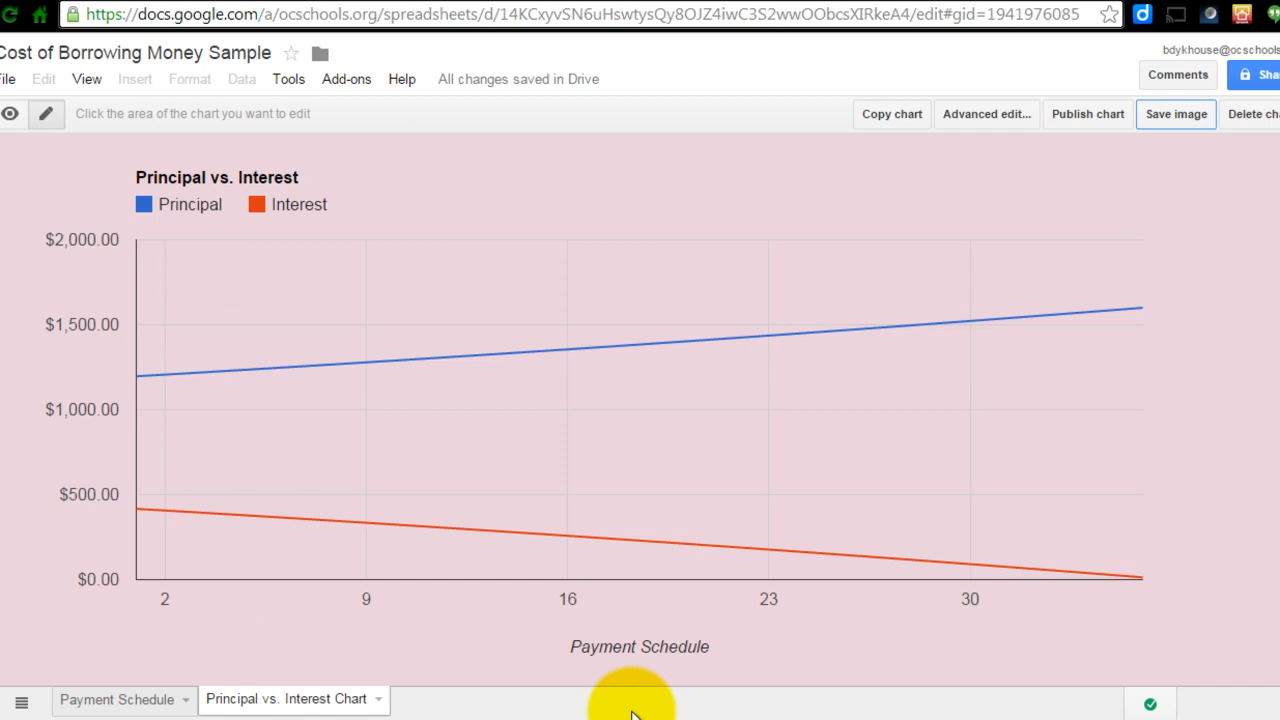 https://docs.google.com/a/ocschools.org/spreadsheets/d/14KCxyvSN6uHswtysQy8OJZ4iwC3S2wwOObcsXIRkeA4/edit#gid=1941976085
Cost of Borrowing Money Sample
bdykhouse@ocschools
File Edit View Insert Format Data Tools Add-ons Help All changes saved in Drive
Comments Sha
Click the area of the chart you want to edit
Copy chart Advanced edit... Publish chart Save image Delete cha
Principal vs. Interest
Principal Interest
$2,000.00
$1,500.00
$1,000.00
$500.00
$0.00
2 9 16 23 30
Payment Schedule
Payment Schedule Principal vs. Interest Chart